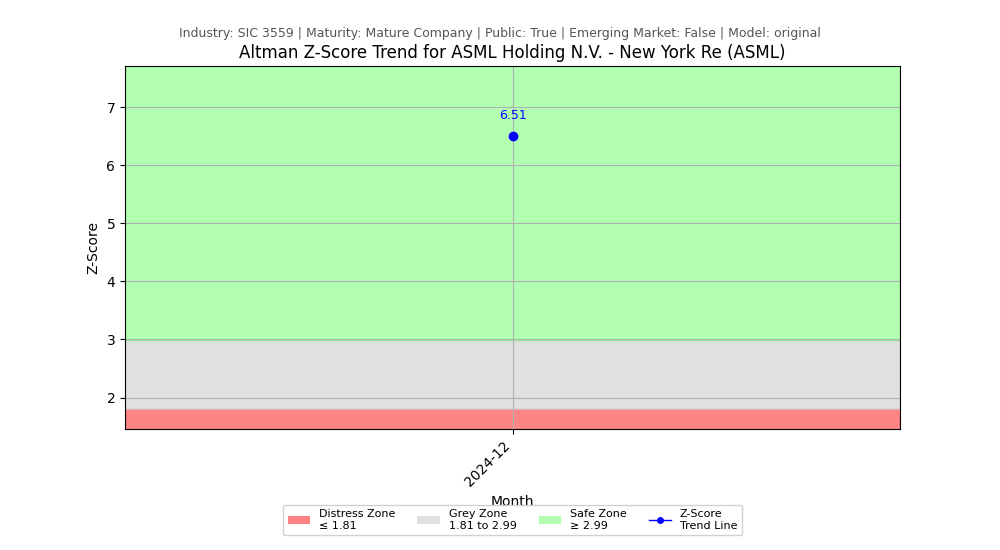 Industry: SIC 3559 | Maturity: Mature Company | Public: True | Emerging Market: False | Model: original
Altman Z-Score Trend for ASML Holding N.V. - New York Re (ASML)
Z-Score
7
6
5
4
3
2
6.51
2024-12
Month
Distress Zone
≤ 1.81
Grey Zone
1.81 to 2.99
Safe Zone
≥ 2.99
Z-Score
Trend Line